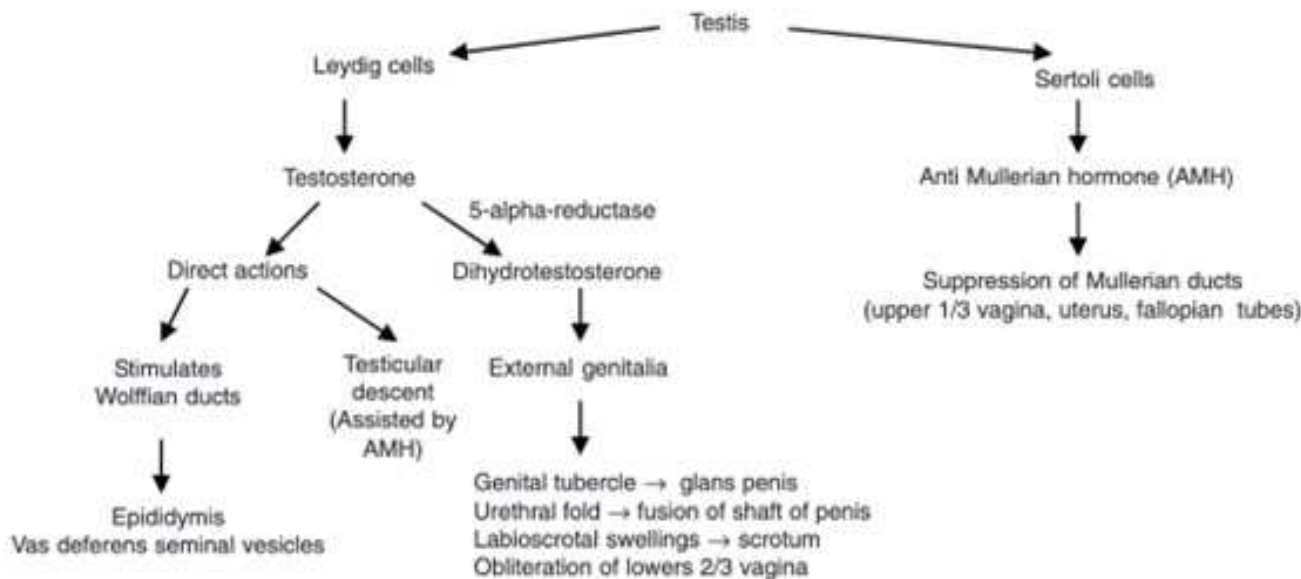 Testis
Leydig cells
Sertoli cells
Testosterone
Anti Mullerian hormone (AMH)
5-alpha-reductase
Direct actions
Dihydrotestosterone
Suppression of Mullerian ducts
(upper 1/3 vagina, uterus, fallopian tubes)
Stimulates
Wolffian ducts
Testicular
descent
(Assisted by
AMH)
External genitalia
Epididymis
Vas deferens seminal vesicles
Genital tubercle → glans penis
Urethral fold → fusion of shaft of penis
Labioscrotal swellings → scrotum
Obliteration of lowers 2/3 vagina